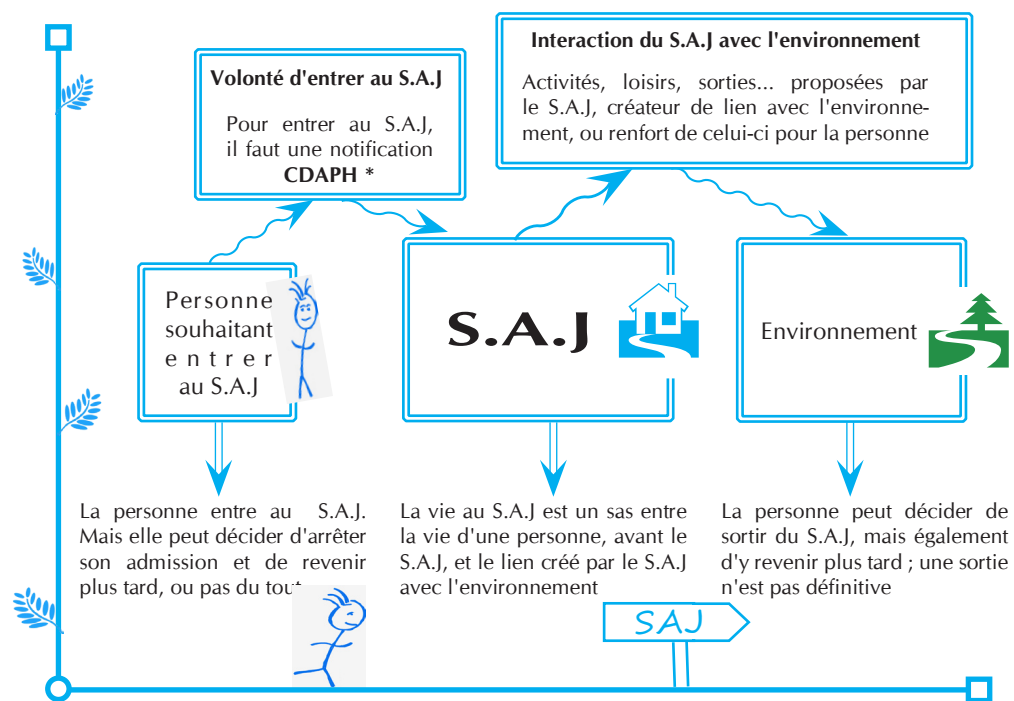 Volonté d'entrer au S.A.J
Pour entrer au S.A.J,
il faut une notification
CDAPH *
Interaction du S.A.J avec l'environnement
Activités, loisirs, sorties... proposées par
le S.A.J, créateur de lien avec l'environne-
ment, ou renfort de celui-ci pour la personne
Personne
souhaitant
entrer
au S.A.J
S.A.J
Environnement
La personne entre au S.A.J.
Mais elle peut décider d'arrêter
son admission et de revenir
plus tard, ou pas du tout
La vie au S.A.J est un sas entre
la vie d'une personne, avant le
S.A.J, et le lien créé par le S.A.J
avec l'environnement
La personne peut décider de
sortir du S.A.J, mais également
d'y revenir plus tard ; une sortie
n'est pas définitive
SAJ